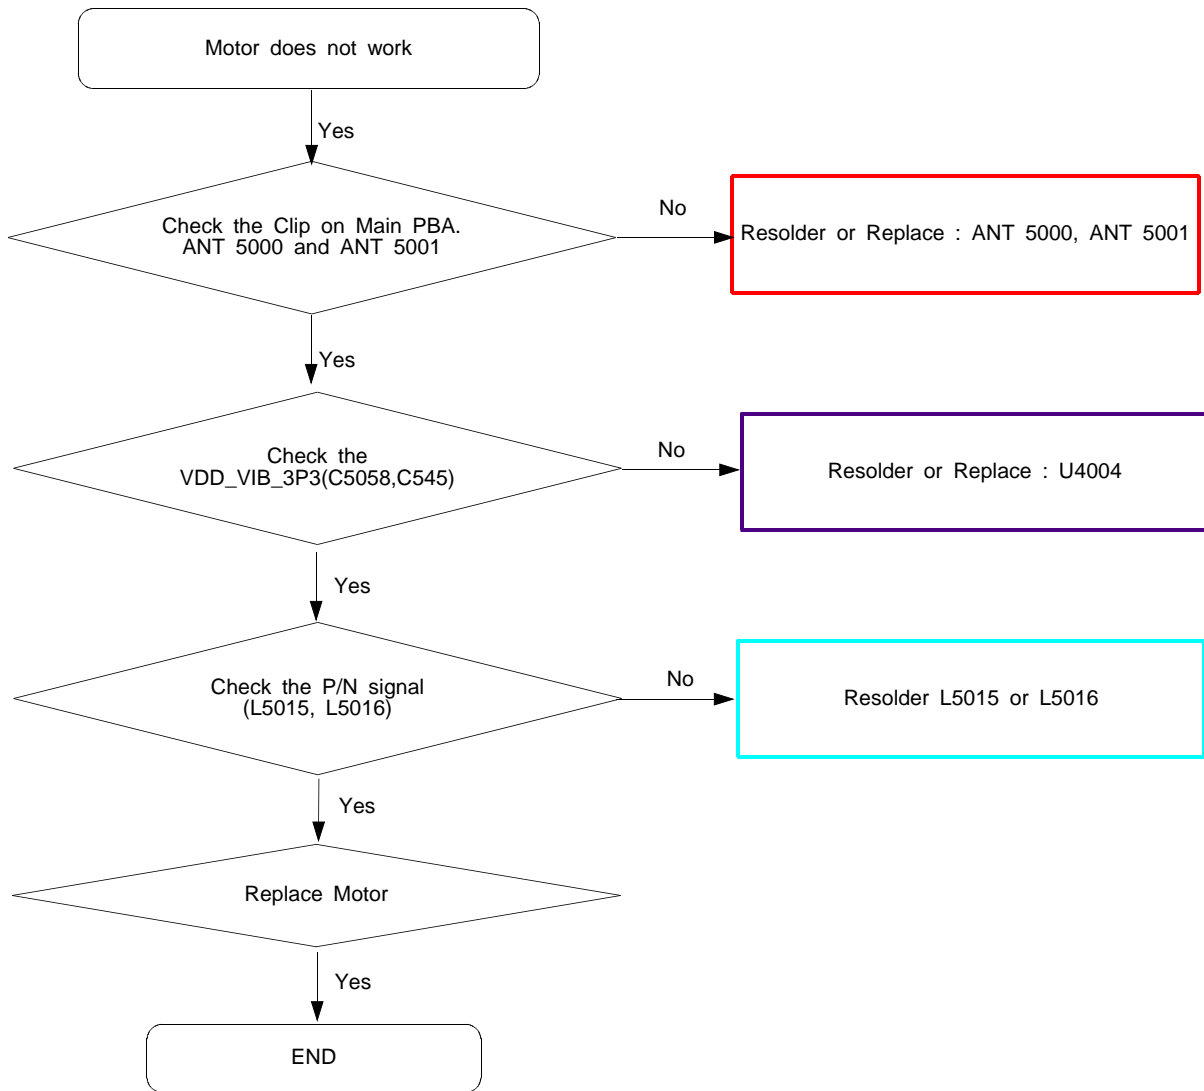 Motor does not work
Yes
Check the Clip on Main PBA.
ANT 5000 and ANT 5001
No
Resolder or Replace : ANT 5000, ANT 5001
Yes
Check the
VDD_VIB_3P3(C5058,C545)
No
Resolder or Replace : U4004
Yes
Check the P/N signal
(L5015, L5016)
No
Resolder L5015 or L5016
Yes
Replace Motor
Yes
END